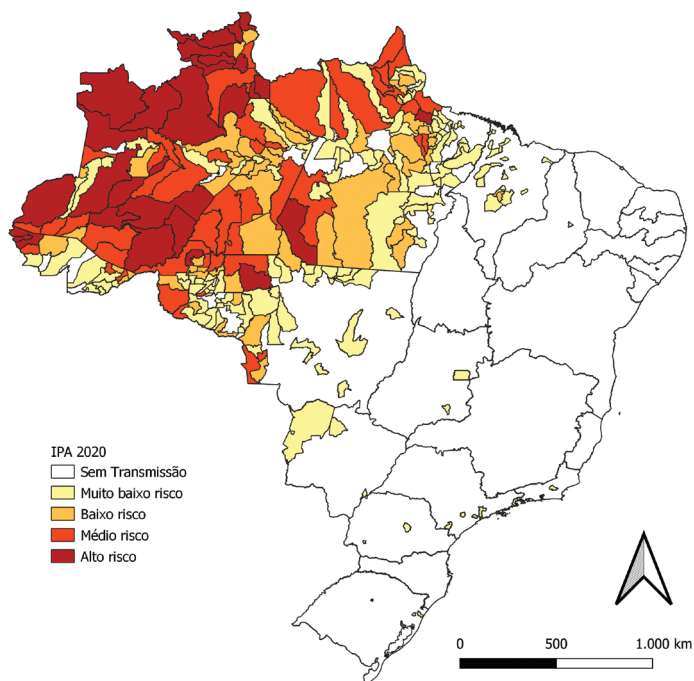 IPA 2020
Sem Transmissão
Muito baixo risco
Baixo risco
Médio risco
Alto risco
0 500 1.000 km